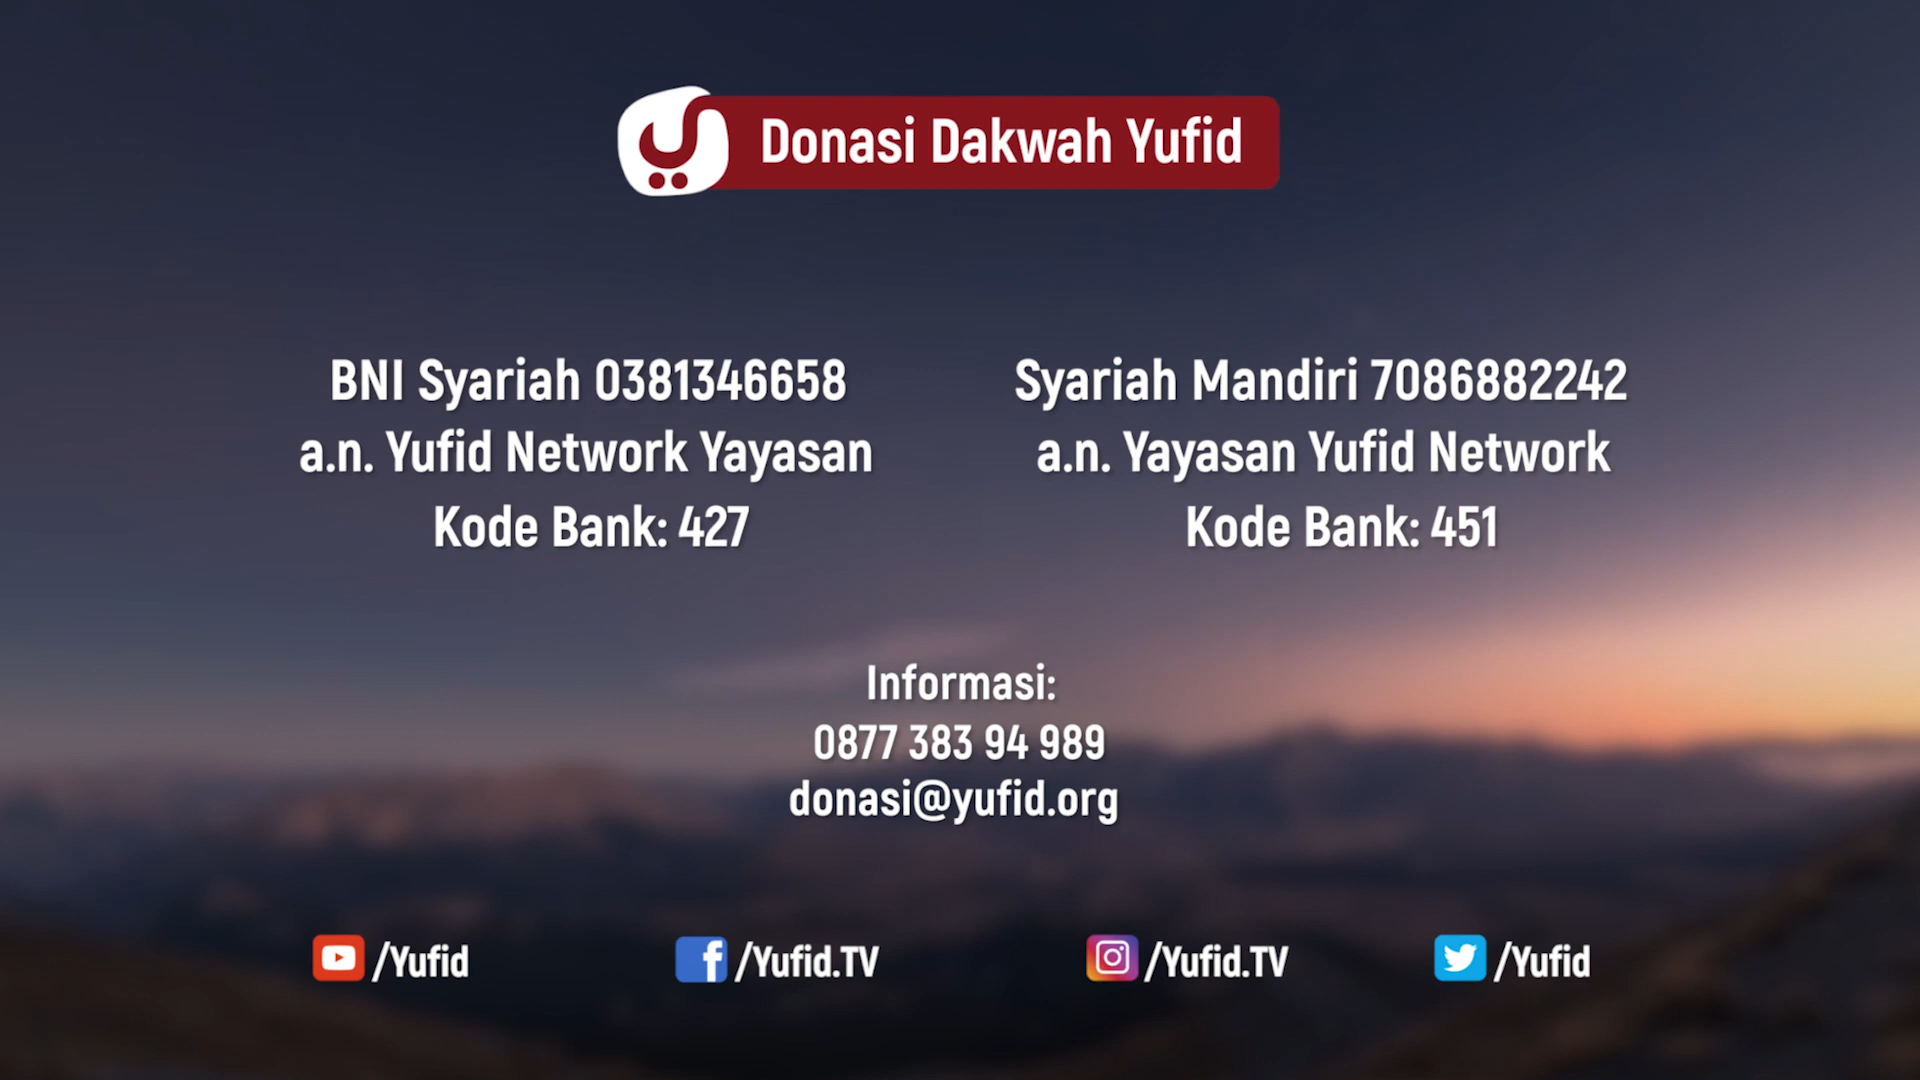 Donasi Dakwah Yufid
BNI Syariah 0381346658
a.n. Yufid Network Yayasan
Kode Bank: 427
Syariah Mandiri 7086882242
a.n. Yayasan Yufid Network
Kode Bank: 451
Informasi:
0877 383 94 989
donasi@yufid.org
/Yufid
/Yufid.TV
/Yufid.TV
/Yufid